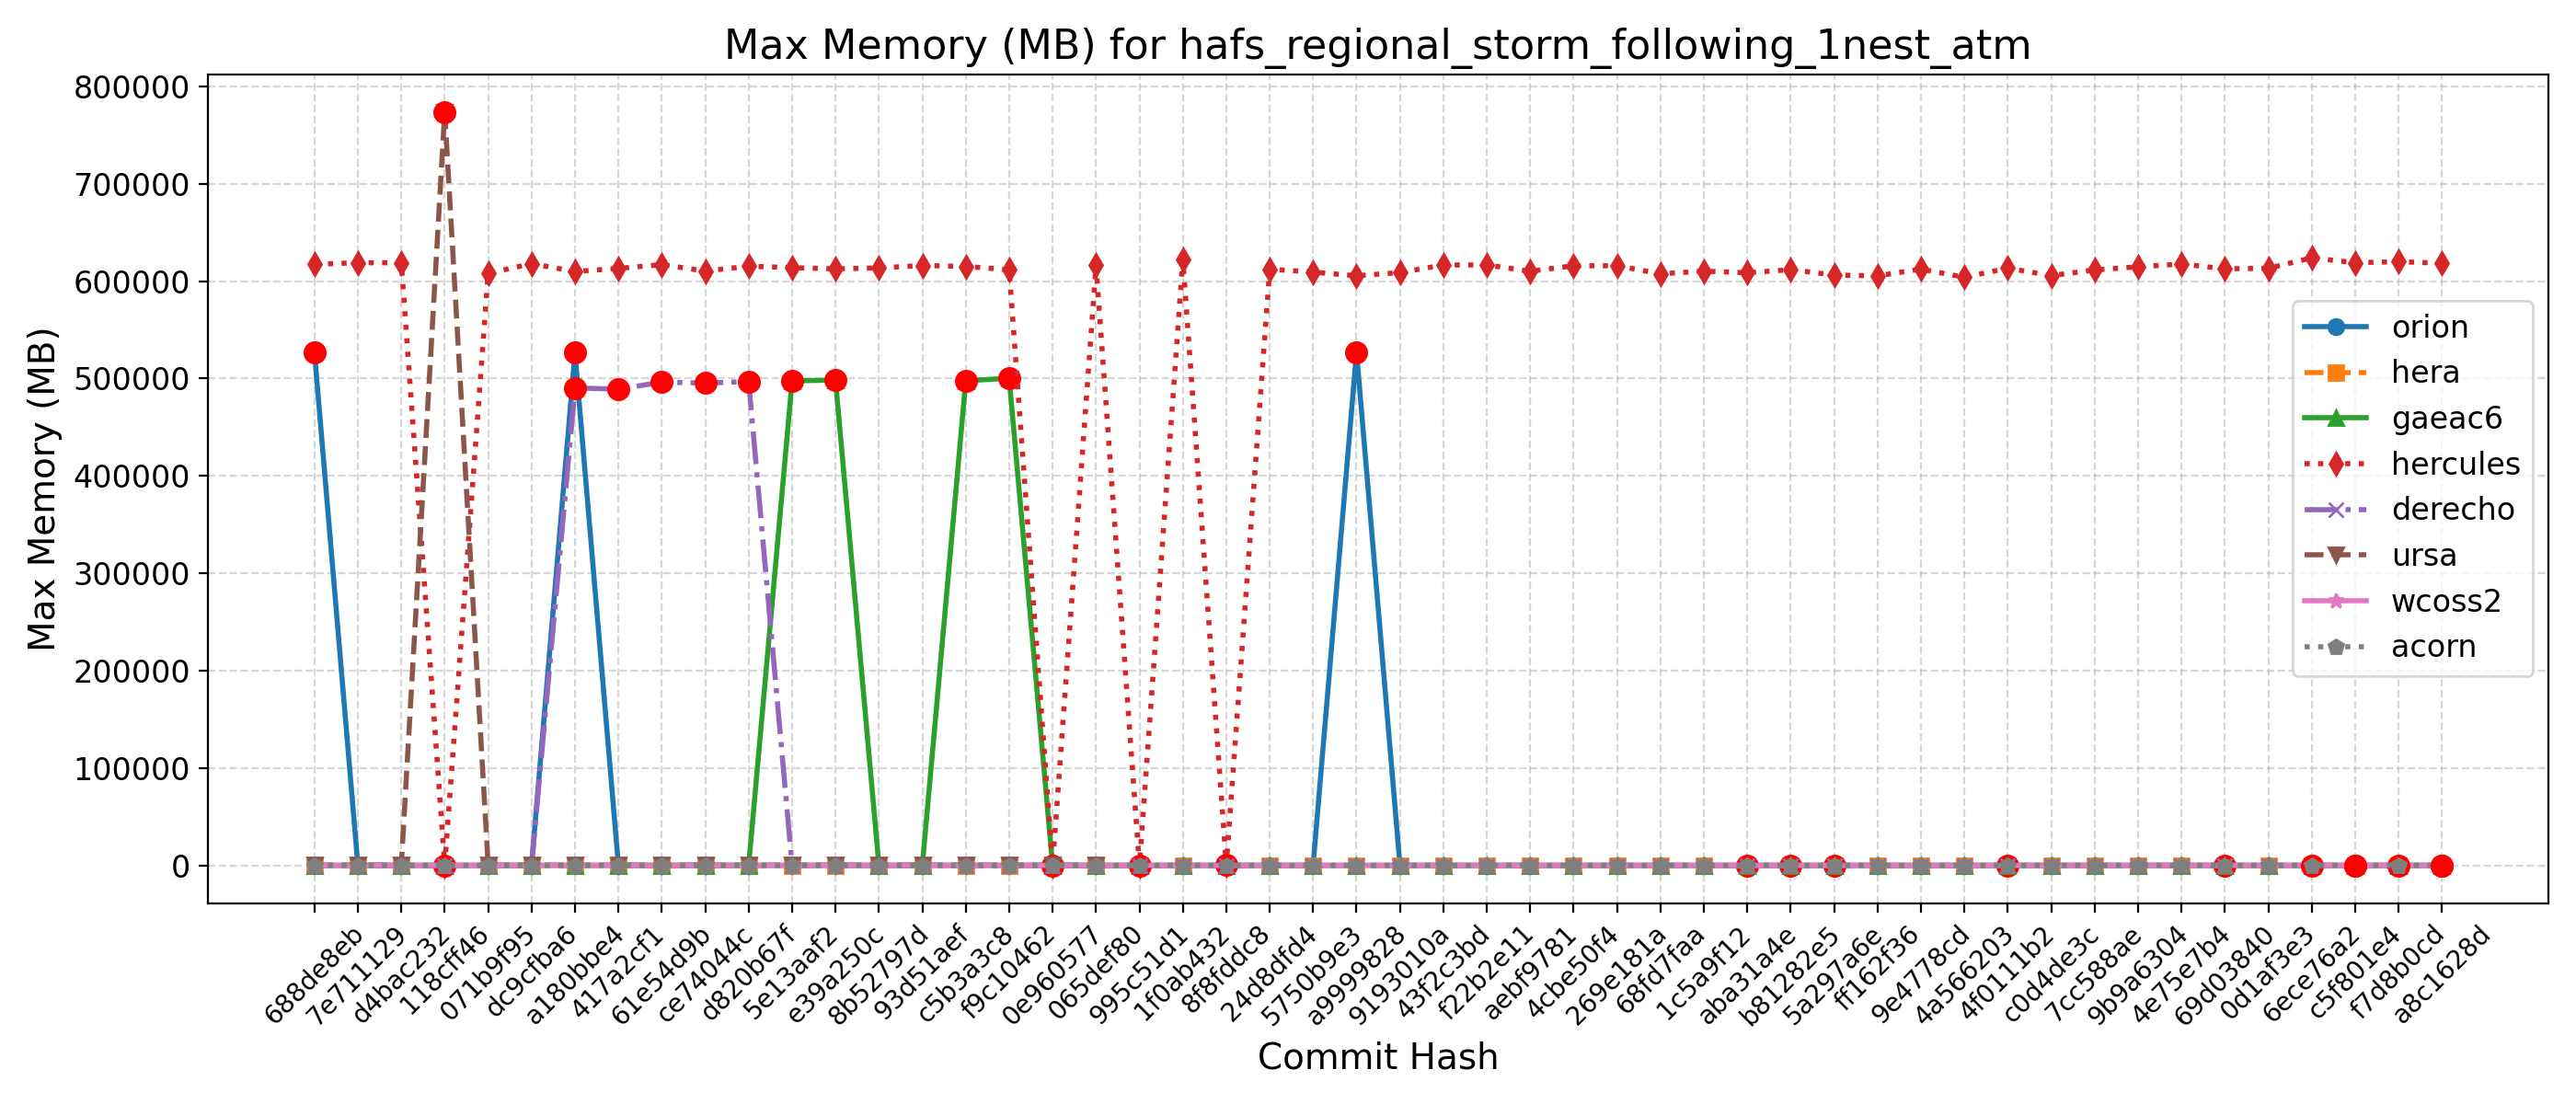 Max Memory (MB) for hafs_regional_storm_following_1nest_atm
Max Memory (MB)
800000
700000
600000
500000
400000
300000
200000
100000
0
orion
hera
gaeac6
hercules
derecho
ursa
wcoss2
acorn
688de8eb
7e711129
d4bac232
118cff46
071b9f95
dc9cfba6
a180bbe4
417a2cf1
61e54d9b
ce74044c
d820b67f
5e13aaf2
e39a250c
8b52797d
93d51aef
c5b3a3c8
f9c10462
0e960577
065def80
995c51d1
1f0ab432
8f8fddc8
24d8dfd4
5750b9e3
a9999828
9193010a
43f2c3bd
f22b2e11
aebf9781
4cbe50f4
269e181a
68fd7faa
1c5a9f12
aba31a4e
b81282e5
5a297a6e
ff162f36
9e4778cd
4a566203
4f0111b2
c0d4de3c
7cc588ae
9b9a6304
4e75e7b4
69d03840
0d1af3e3
6ece76a2
c5f801e4
f7d8b0cd
a8c1628d
Commit Hash